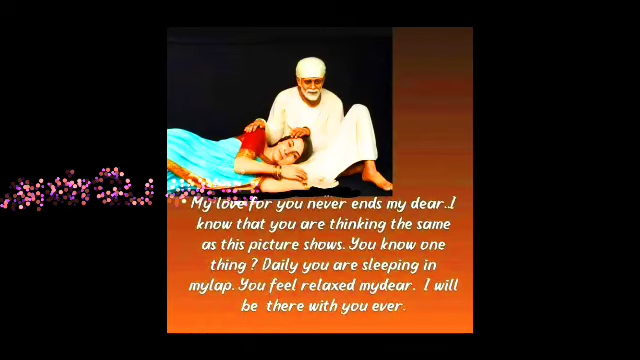 • My love for you never ends my dear..I
know that you are thinking the same
as this picture shows. You know one
thing ? Daily you are sleeping in
mylap. You feel relaxed mydear. I will
be there with you ever.